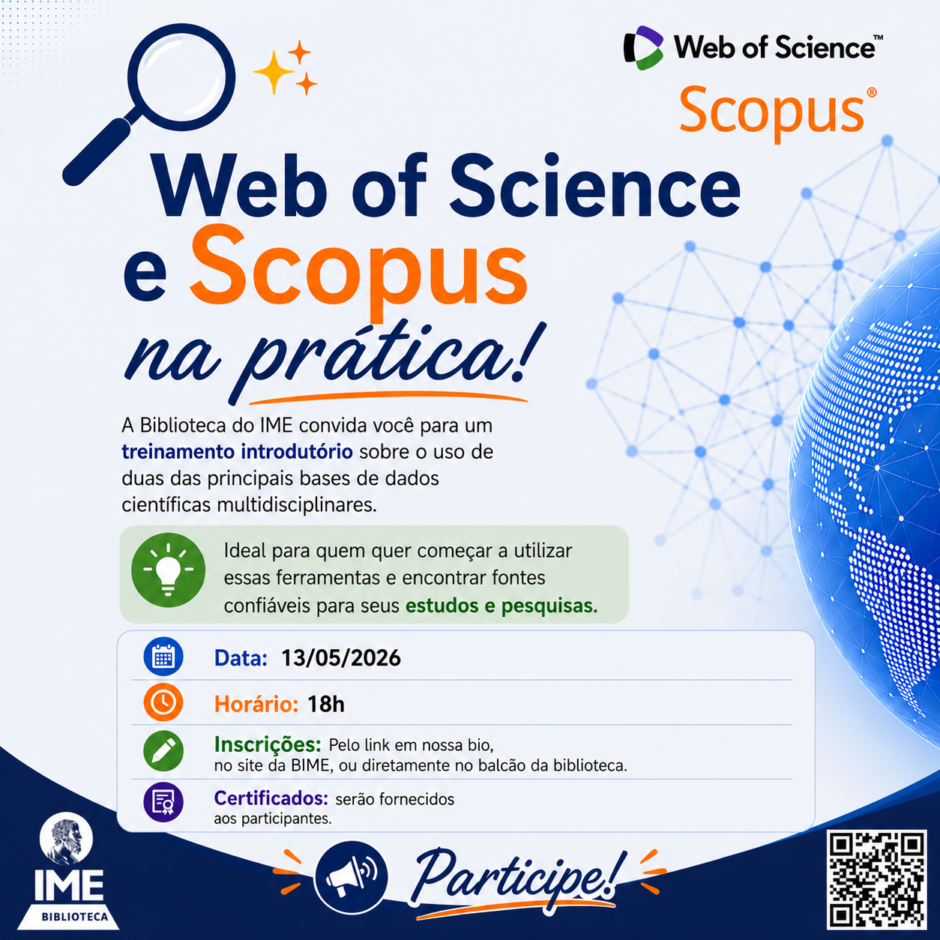 Web of Science™
Scopus®
Web of Science
e Scopus
na prática!
A Biblioteca do IME convida você para um
treinamento introdutório sobre o uso de
duas das principais bases de dados
científicas multidisciplinares.
Ideal para quem quer começar a utilizar
essas ferramentas e encontrar fontes
confiáveis para seus estudos e pesquisas.
Data: 13/05/2026
Horário: 18h
Inscrições: Pelo link em nossa bio,
no site da BIME, ou diretamente no balcão da biblioteca.
Certificados: serão fornecidos
aos participantes.
Participe!
IME
BIBLIOTECA